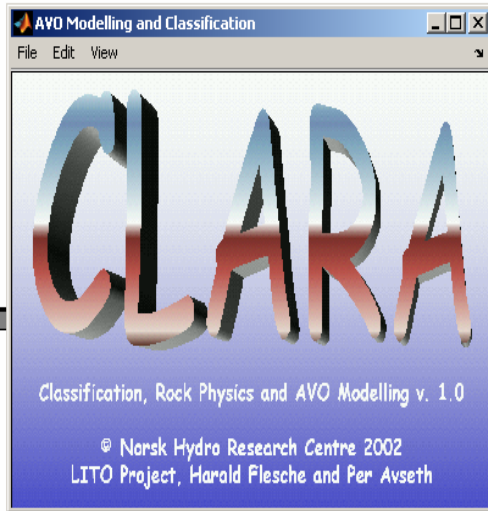 AVO Modelling and Classification
File Edit View
CLARA
Classification, Rock Physics and AVO Modelling v. 1.0
© Norsk Hydro Research Centre 2002
LITO Project, Harald Flesche and Per Avseth